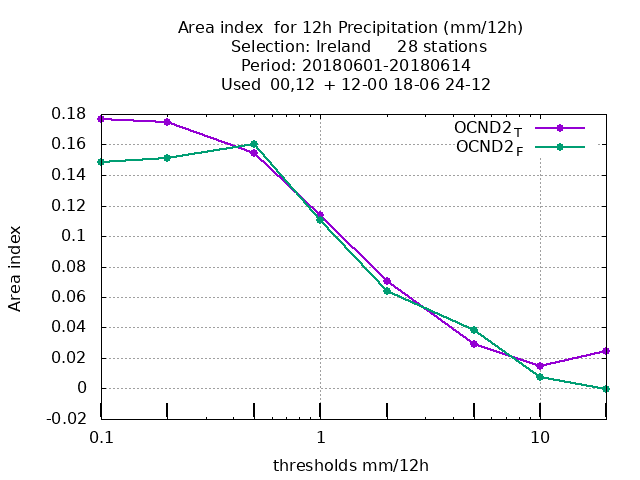 Area index  for 12h Precipitation (mm/12h)
Selection: Ireland     28 stations
Period: 20180601-20180614
Used  00,12  + 12-00 18-06 24-12
OCND2T
OCND2F
0.18
0.16
0.14
0.12
0.1
0.08
0.06
0.04
0.02
0
-0.02
Area index
0.1
1
10
thresholds mm/12h